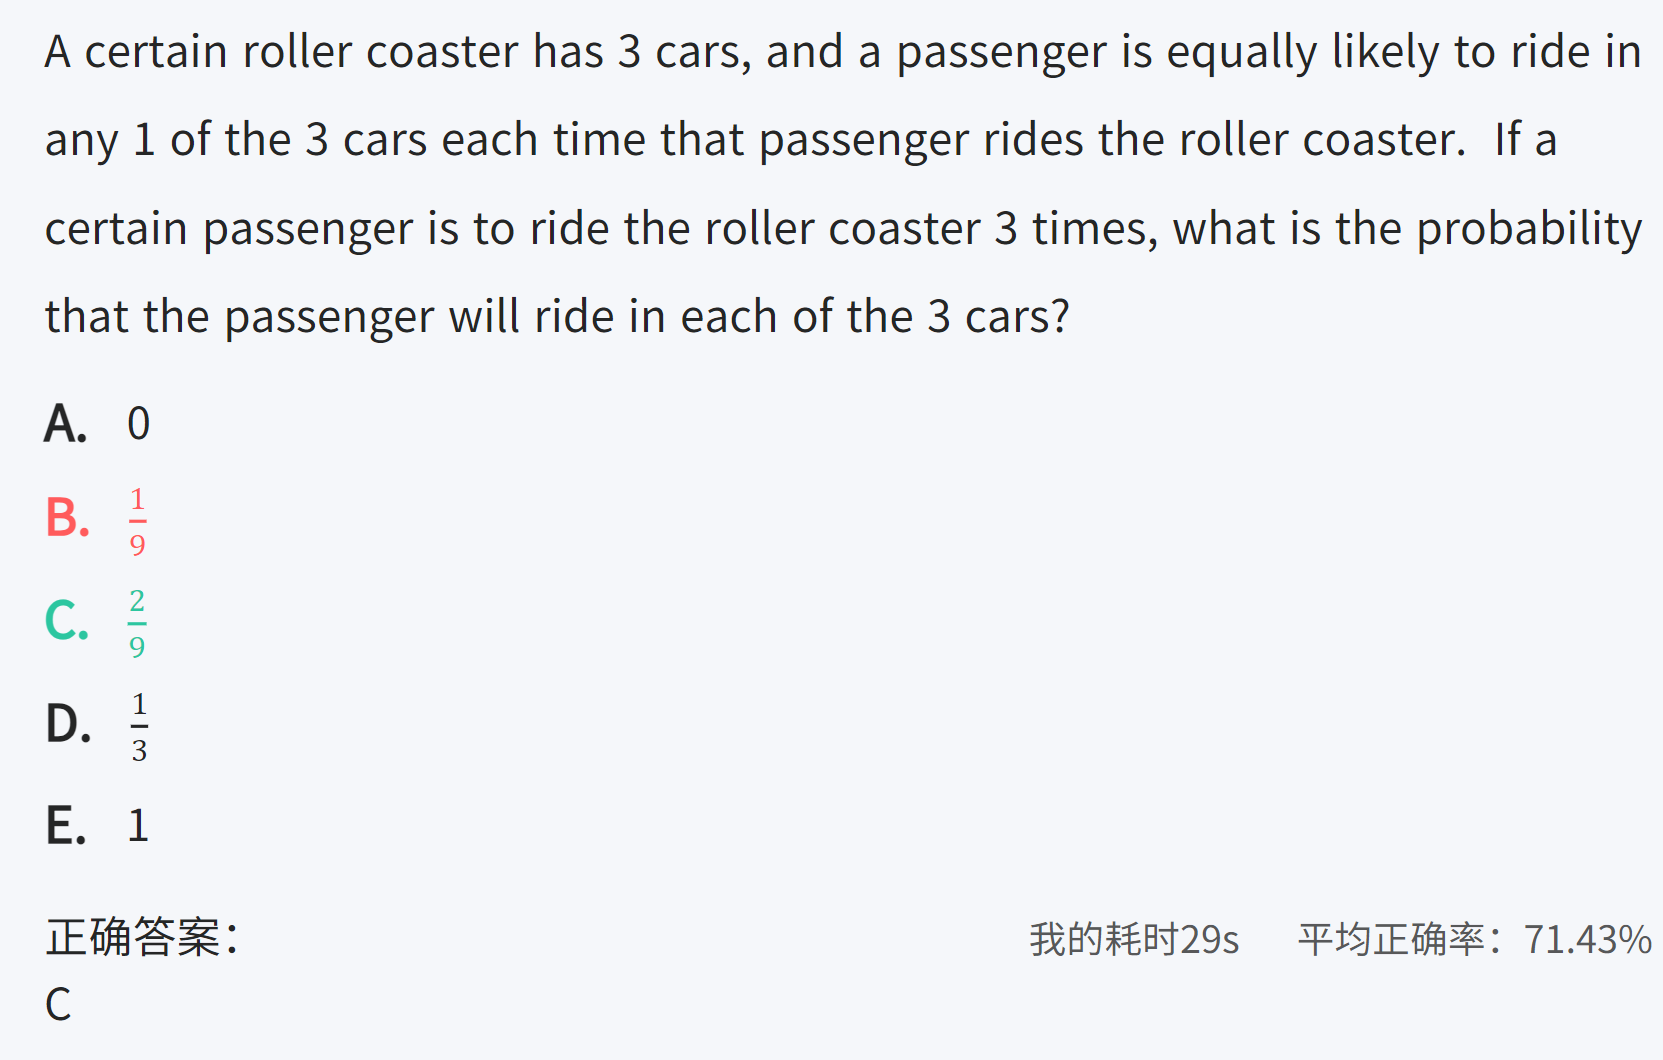 A certain roller coaster has 3 cars, and a passenger is equally likely to ride in
any 1 of the 3 cars each time that passenger rides the roller coaster.  If a
certain passenger is to ride the roller coaster 3 times, what is the probability
that the passenger will ride in each of the 3 cars?
A. 0
B. 1/9
C. 2/9
D. 1/3
E. 1
正确答案： 我的耗时29s 平均正确率：71.43%
C